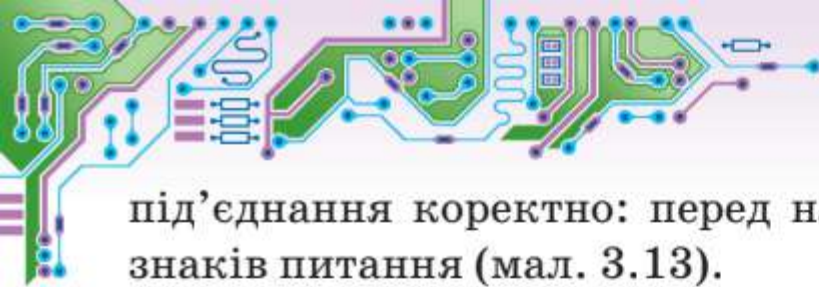 під’єднання коректно: перед
знаків питання (мал. 3.13).